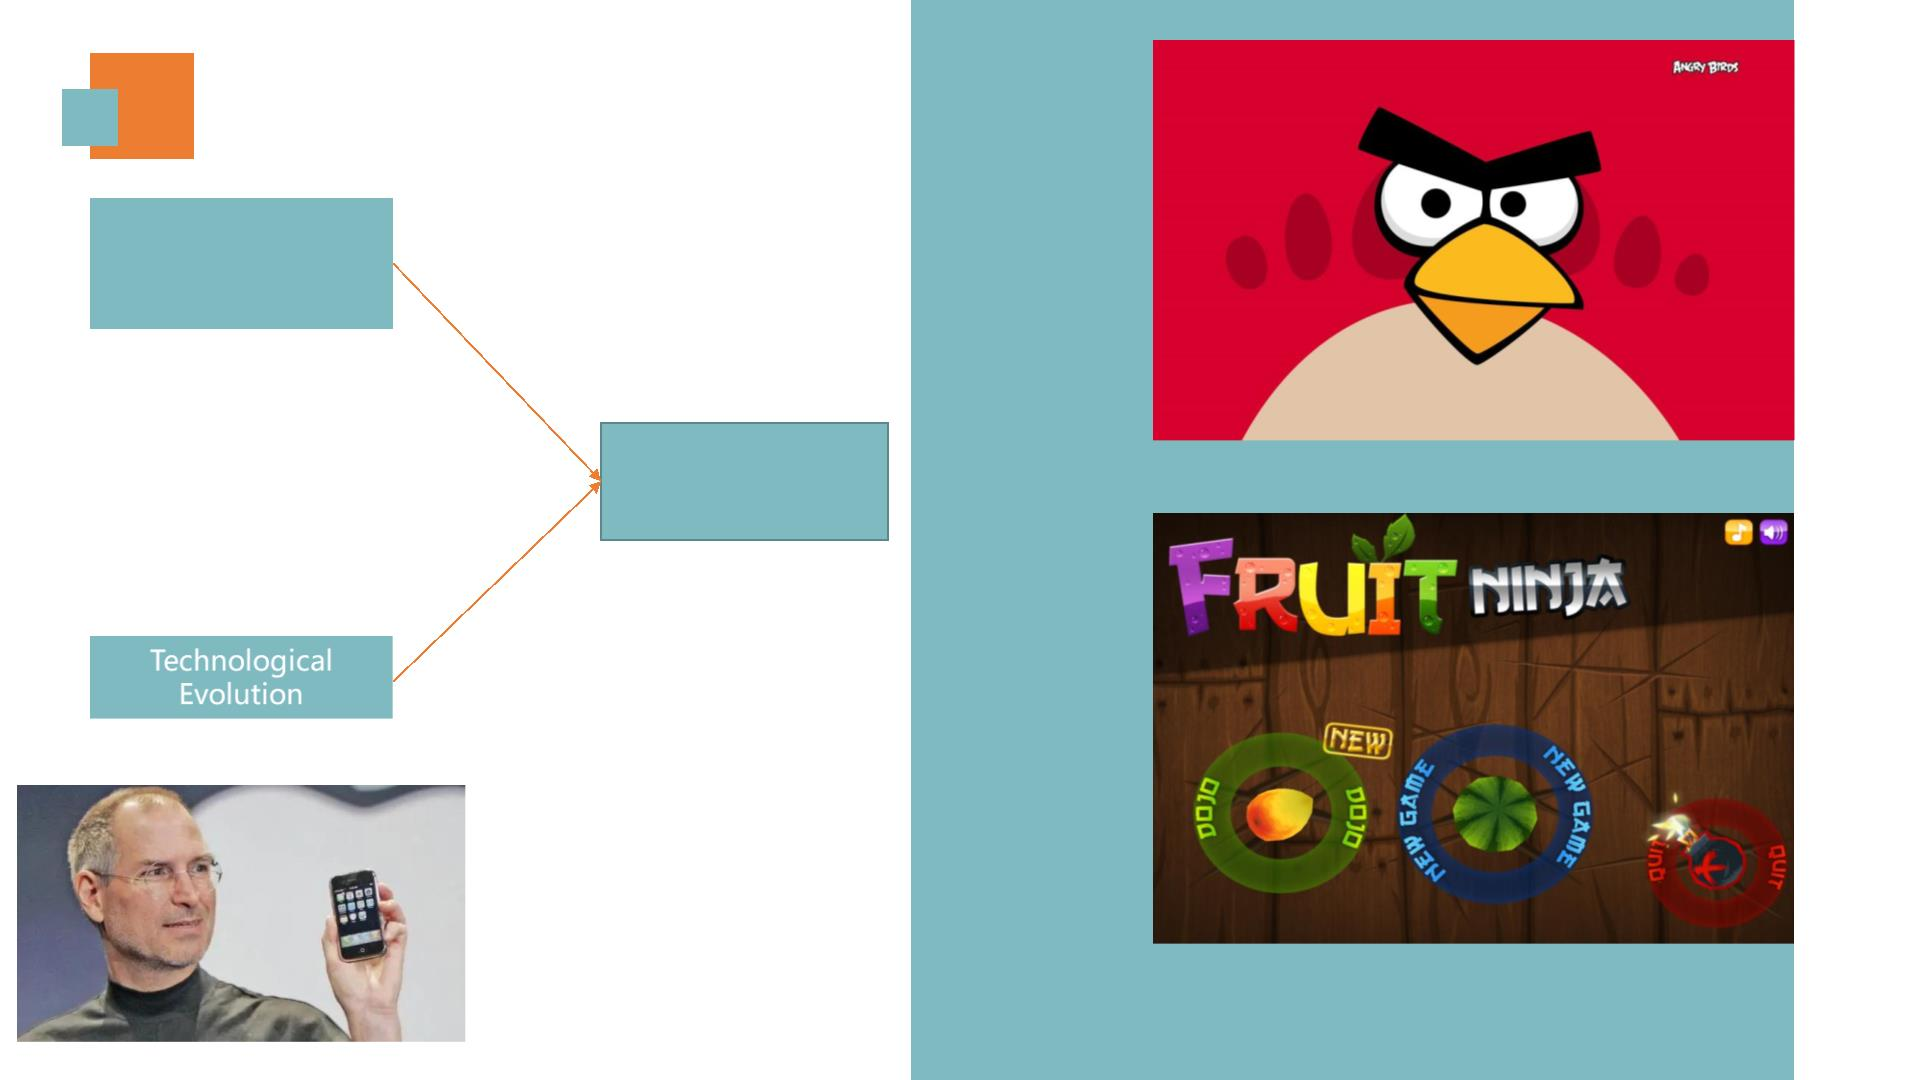 ANGRY BIRDS
Technological
Evolution
FRUIT NINJA
NEW
DOJO
DOJO
NEW GAME
NEW GAME
QUIT
QUIT